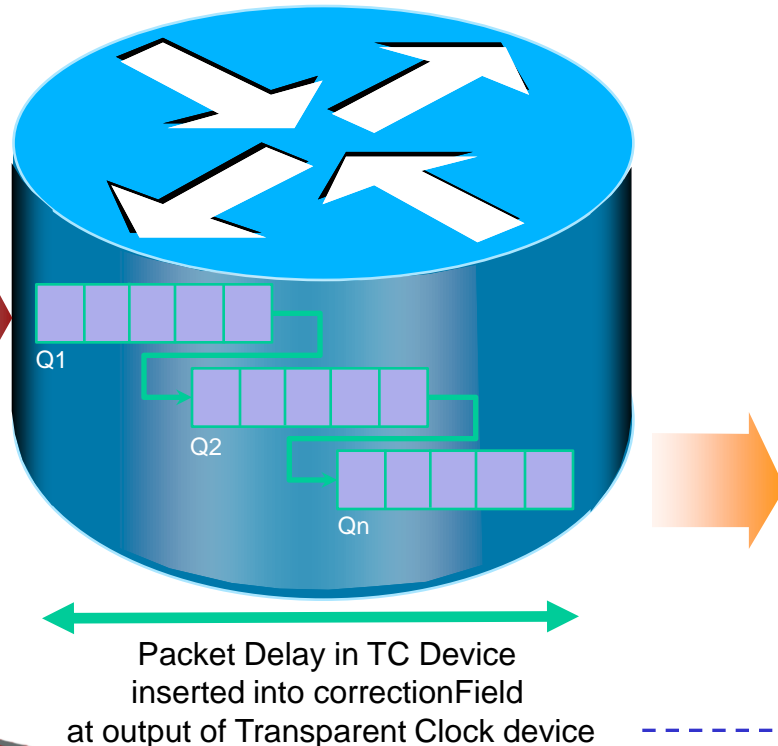 Q1
Q2
Qn
Packet Delay in TC Device
inserted into correctionField
at output of Transparent Clock device